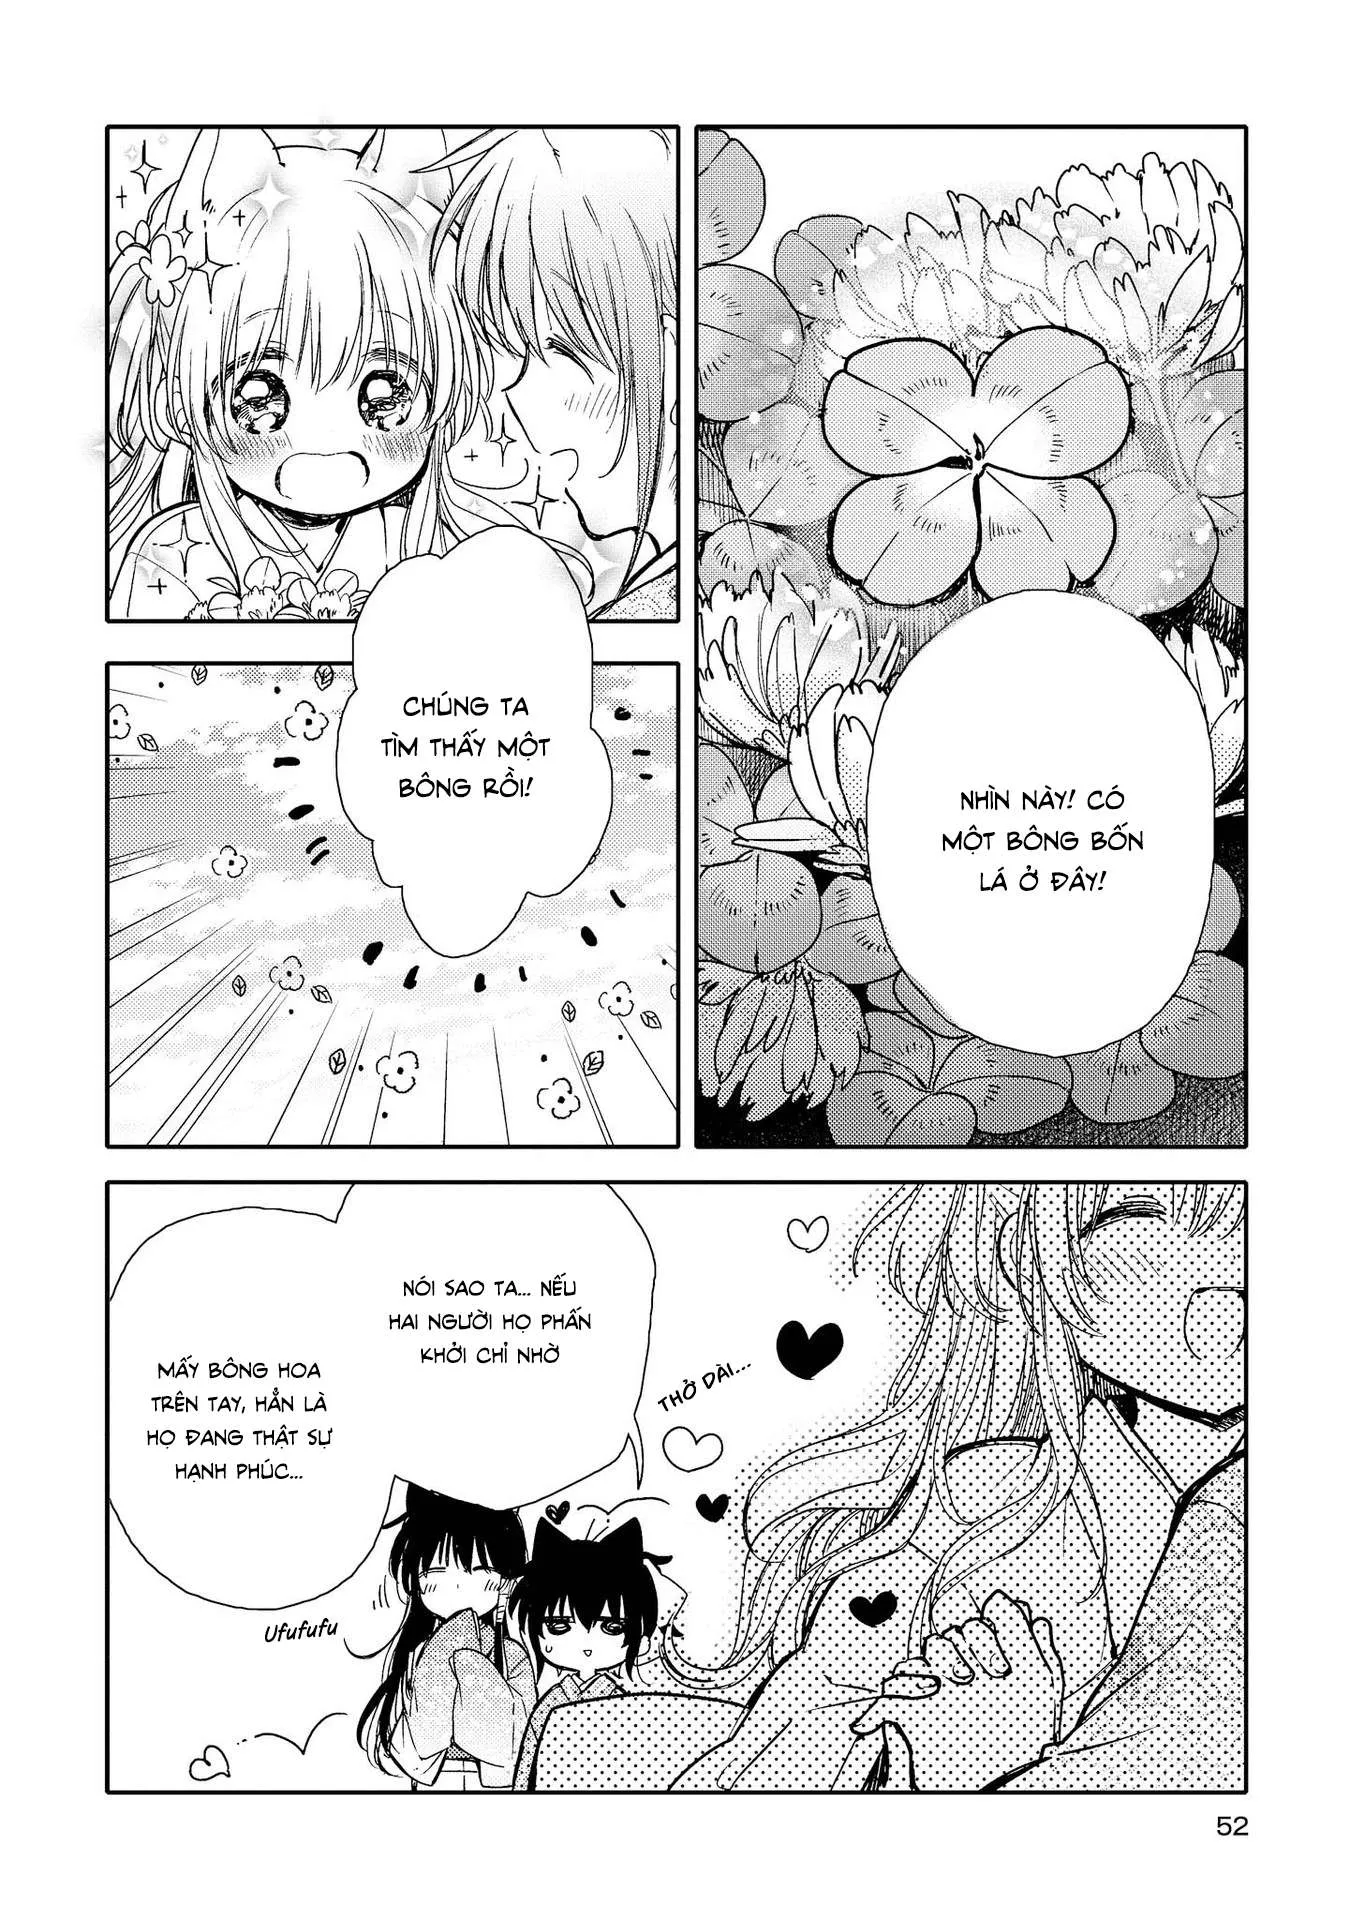 NHÌN NÀY! CÓ
MỘT BÔNG BỐN
LÁ Ở ĐÂY!
CHÚNG TA
TÌM THẤY MỘT
BÔNG RỒI!
NÓI SAO TA... NẾU
HAI NGƯỜI HỌ PHẤN
KHỞI CHỈ NHỜ
MẤY BÔNG HOA
TRÊN TAY, HẲN LÀ
HỌ ĐANG THẬT SỰ
HẠNH PHÚC...
THỞ DÀI...
Ufufufu
52